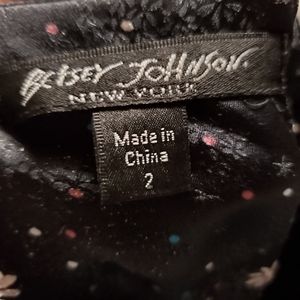 BETSEY JOHNSON.
NEW YORK
Made in
China
2